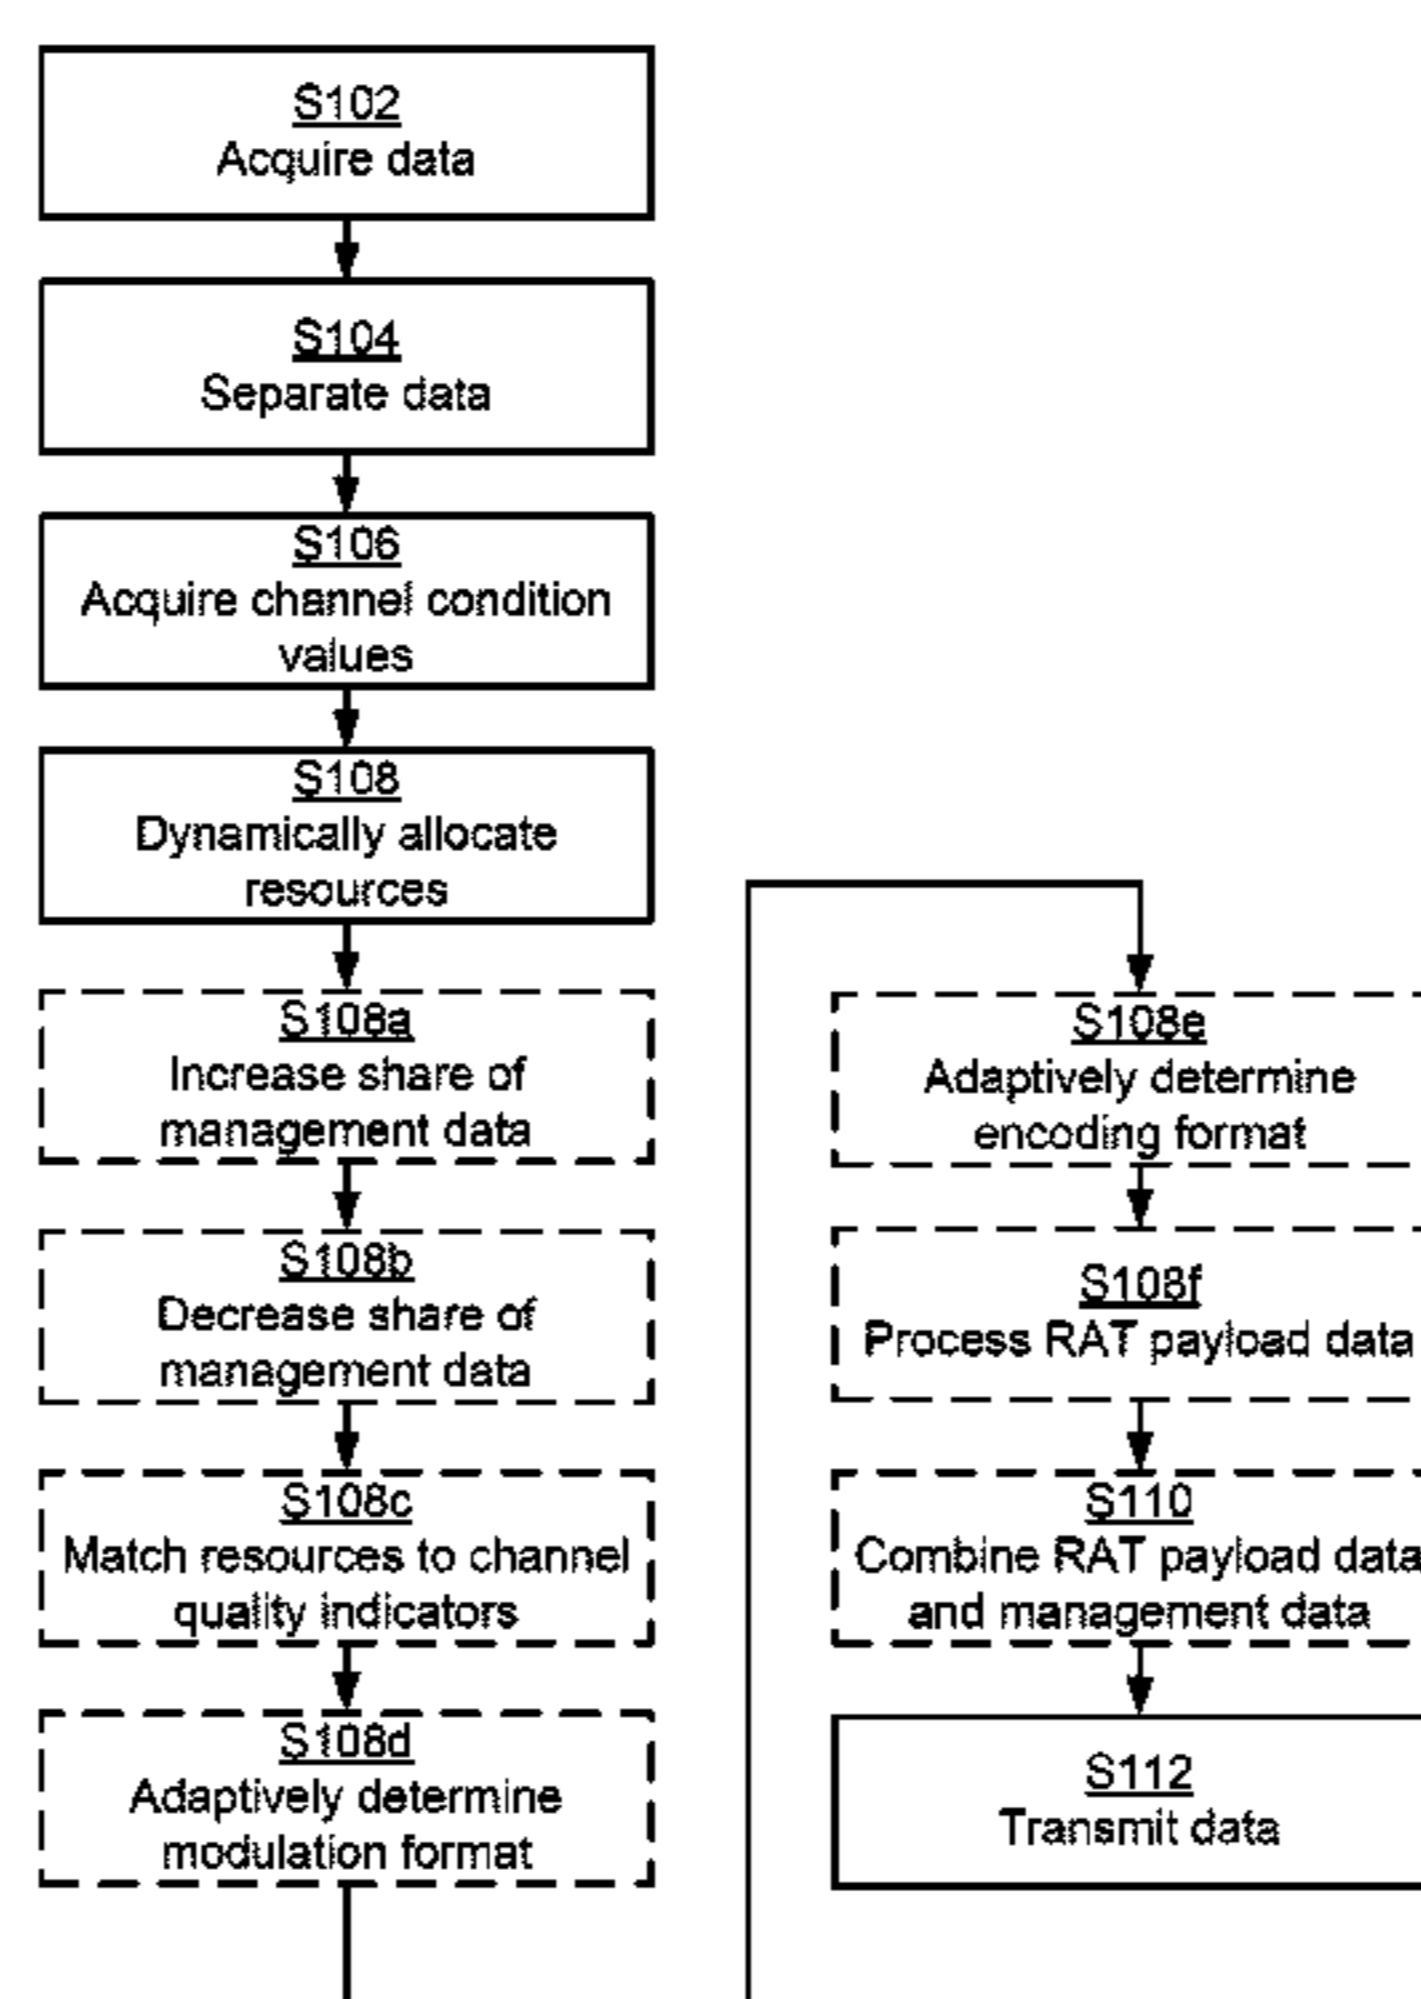 S102
Acquire data
S104
Separate data
S106
Acquire channel condition
values
S108
Dynamically allocate
resources
S108a
Increase share of
management data
S108b
Decrease share of
management data
S108c
Match resources to channel
quality indicators
S108d
Adaptively determine
modulation format
S108e
Adaptively determine
encoding format
S108f
Process RAT payload data
S110
Combine RAT payload data
and management data
S112
Transmit data